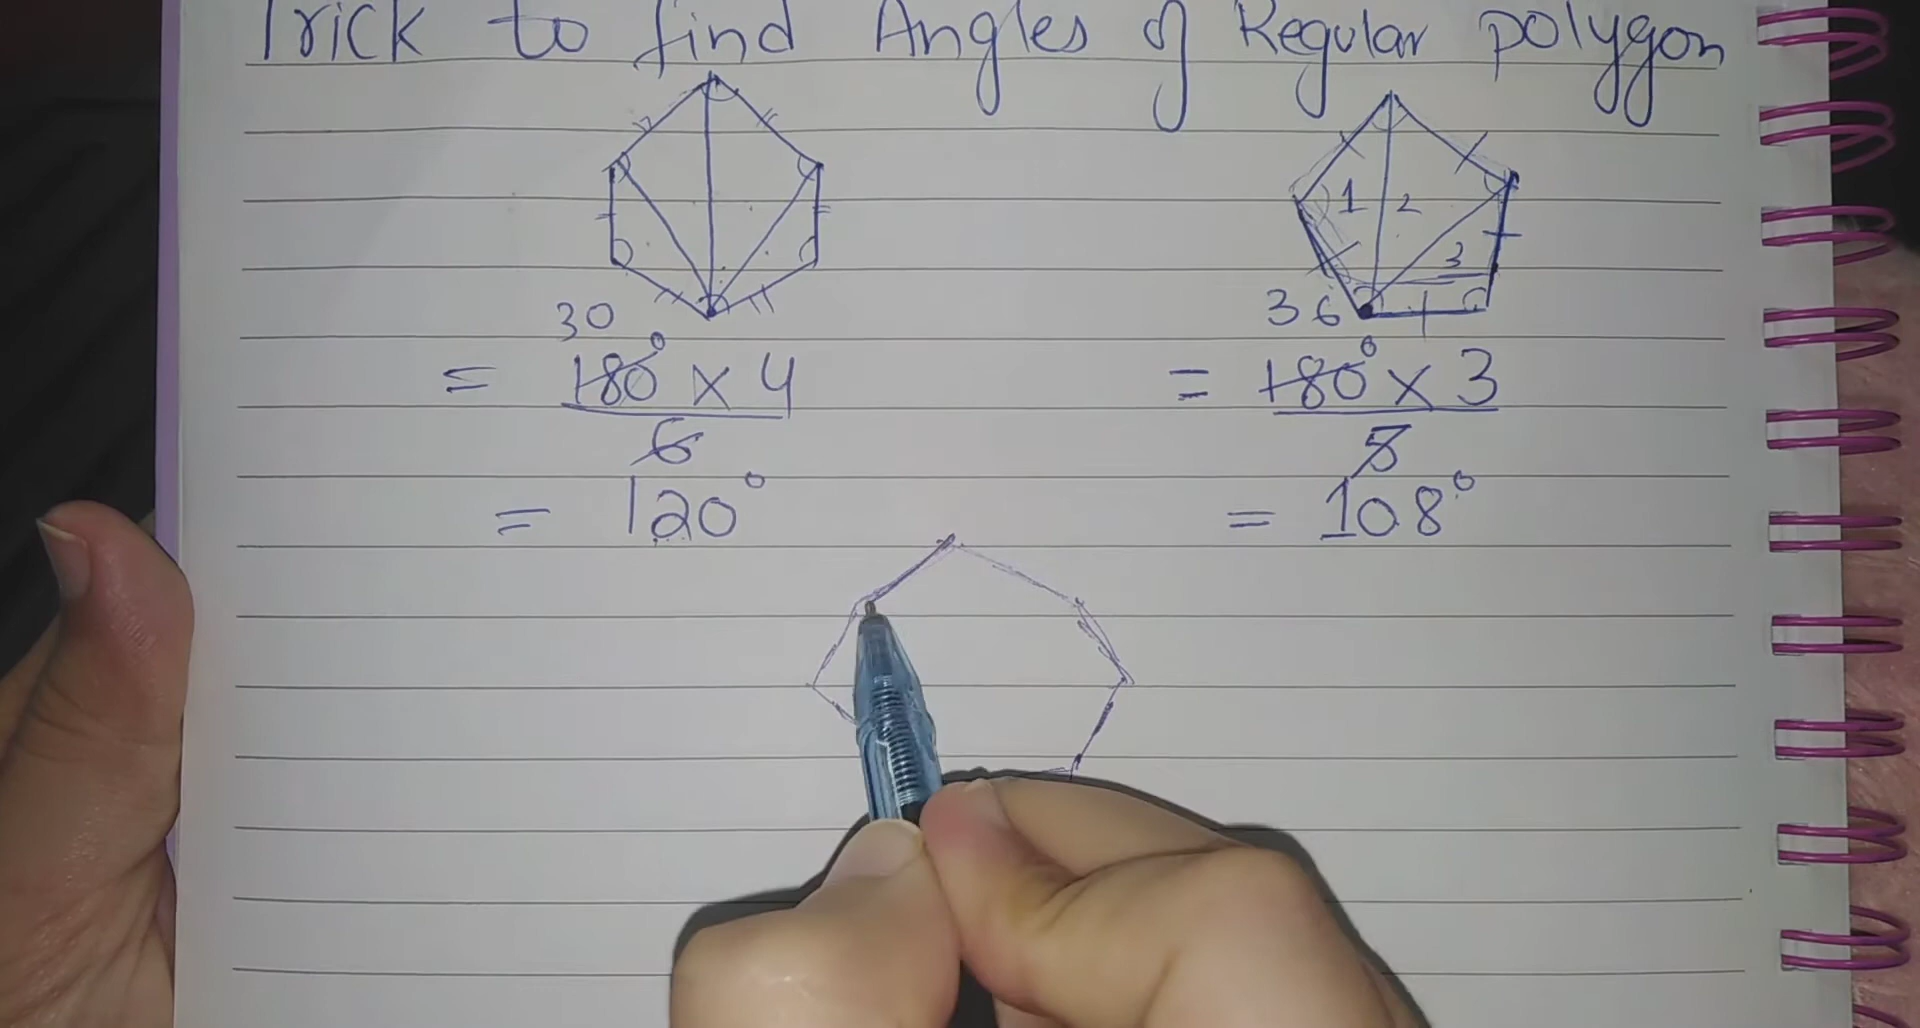 Trick to find Angles of Regular polygon
1 2 3
30
36
= 180° x 4
6
= 180° x 3
5
= 120°
= 108°